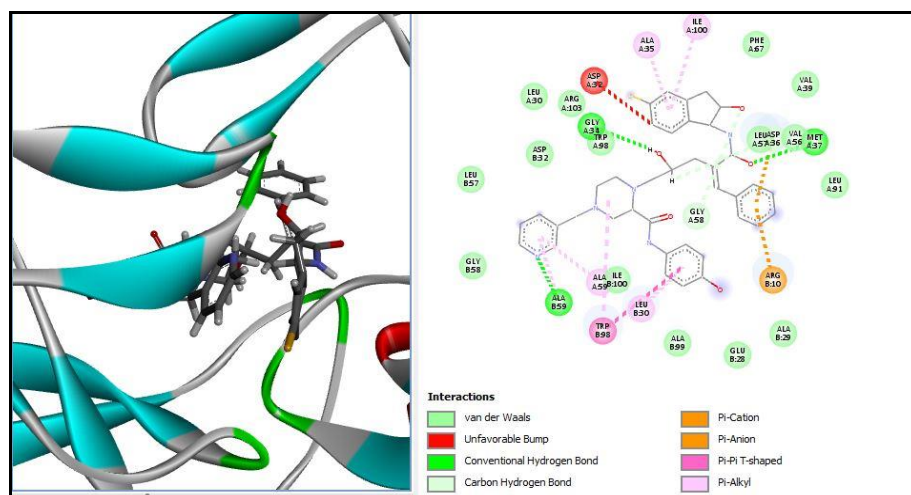 ILE
A:100
ALA
A:35
PHE
A:67
ASP
A:32
VAL
A:39
LEU
A:30
ARG
A:103
GLY
A:34
TRP
A:98
LEU
A:57
ASP
A:36
VAL
A:56
MET
A:37
ASP
B:32
H
N
O
LEU
B:57
LEU
A:91
H
GLY
A:58
N
N
GLY
B:58
ALA
A:59
ILE
B:100
ARG
B:10
ALA
B:59
LEU
B:30
TRP
B:98
ALA
B:99
GLU
B:28
ALA
B:29
Interactions
van der Waals
Unfavorable Bump
Conventional Hydrogen Bond
Carbon Hydrogen Bond
Pi-Cation
Pi-Anion
Pi-Pi T-shaped
Pi-Alkyl